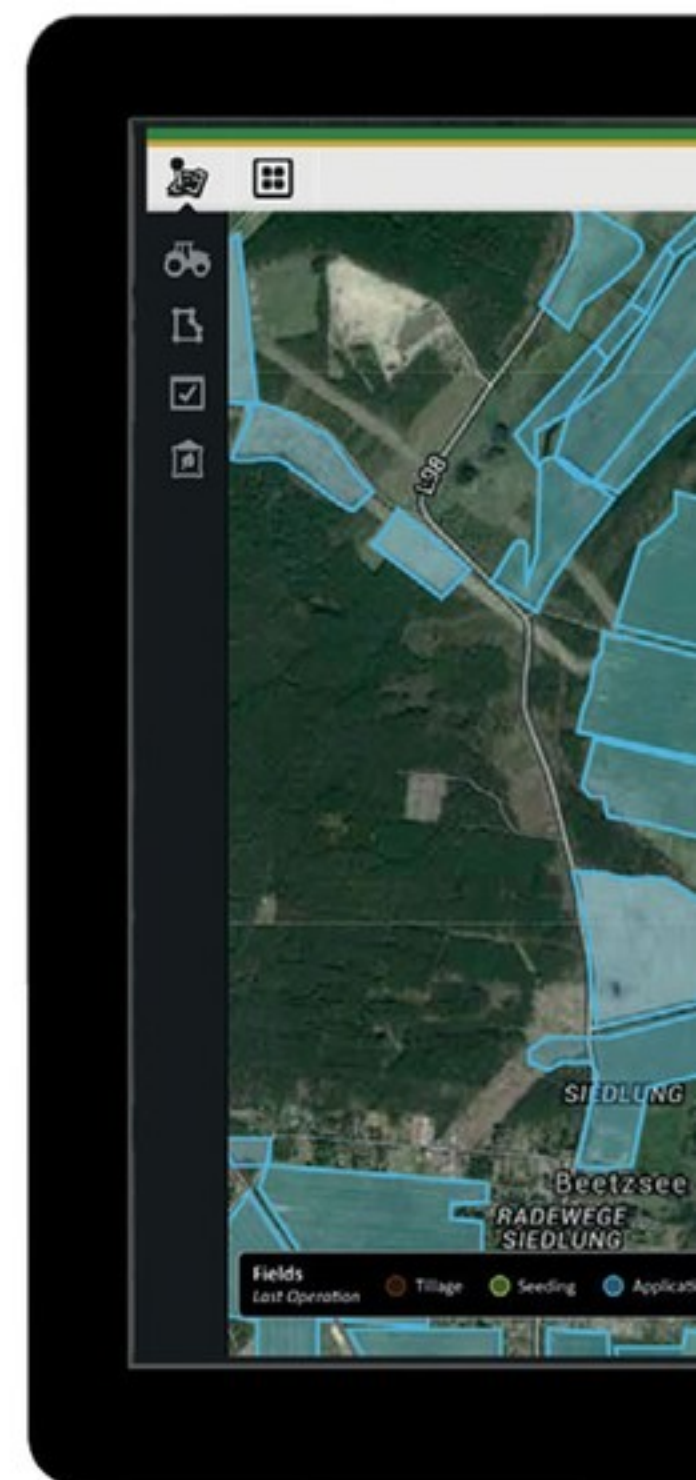 L98
SIEDLUNG
Beetzsee
RADEWEGE
SIEDLUNG
Fields
Last Operation
Tillage
Seeding